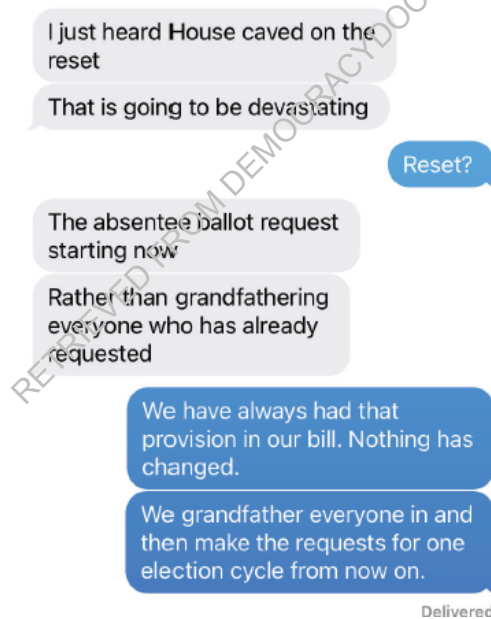 I just heard House caved on the
reset
That is going to be devastating
Reset?
The absentee ballot request
starting now
Rather than grandfathering
everyone who has already
requested
We have always had that
provision in our bill. Nothing has
changed.
We grandfather everyone in and
then make the requests for one
election cycle from now on.
Delivered
RETRIEVED FROM DEMOCRACYDOC